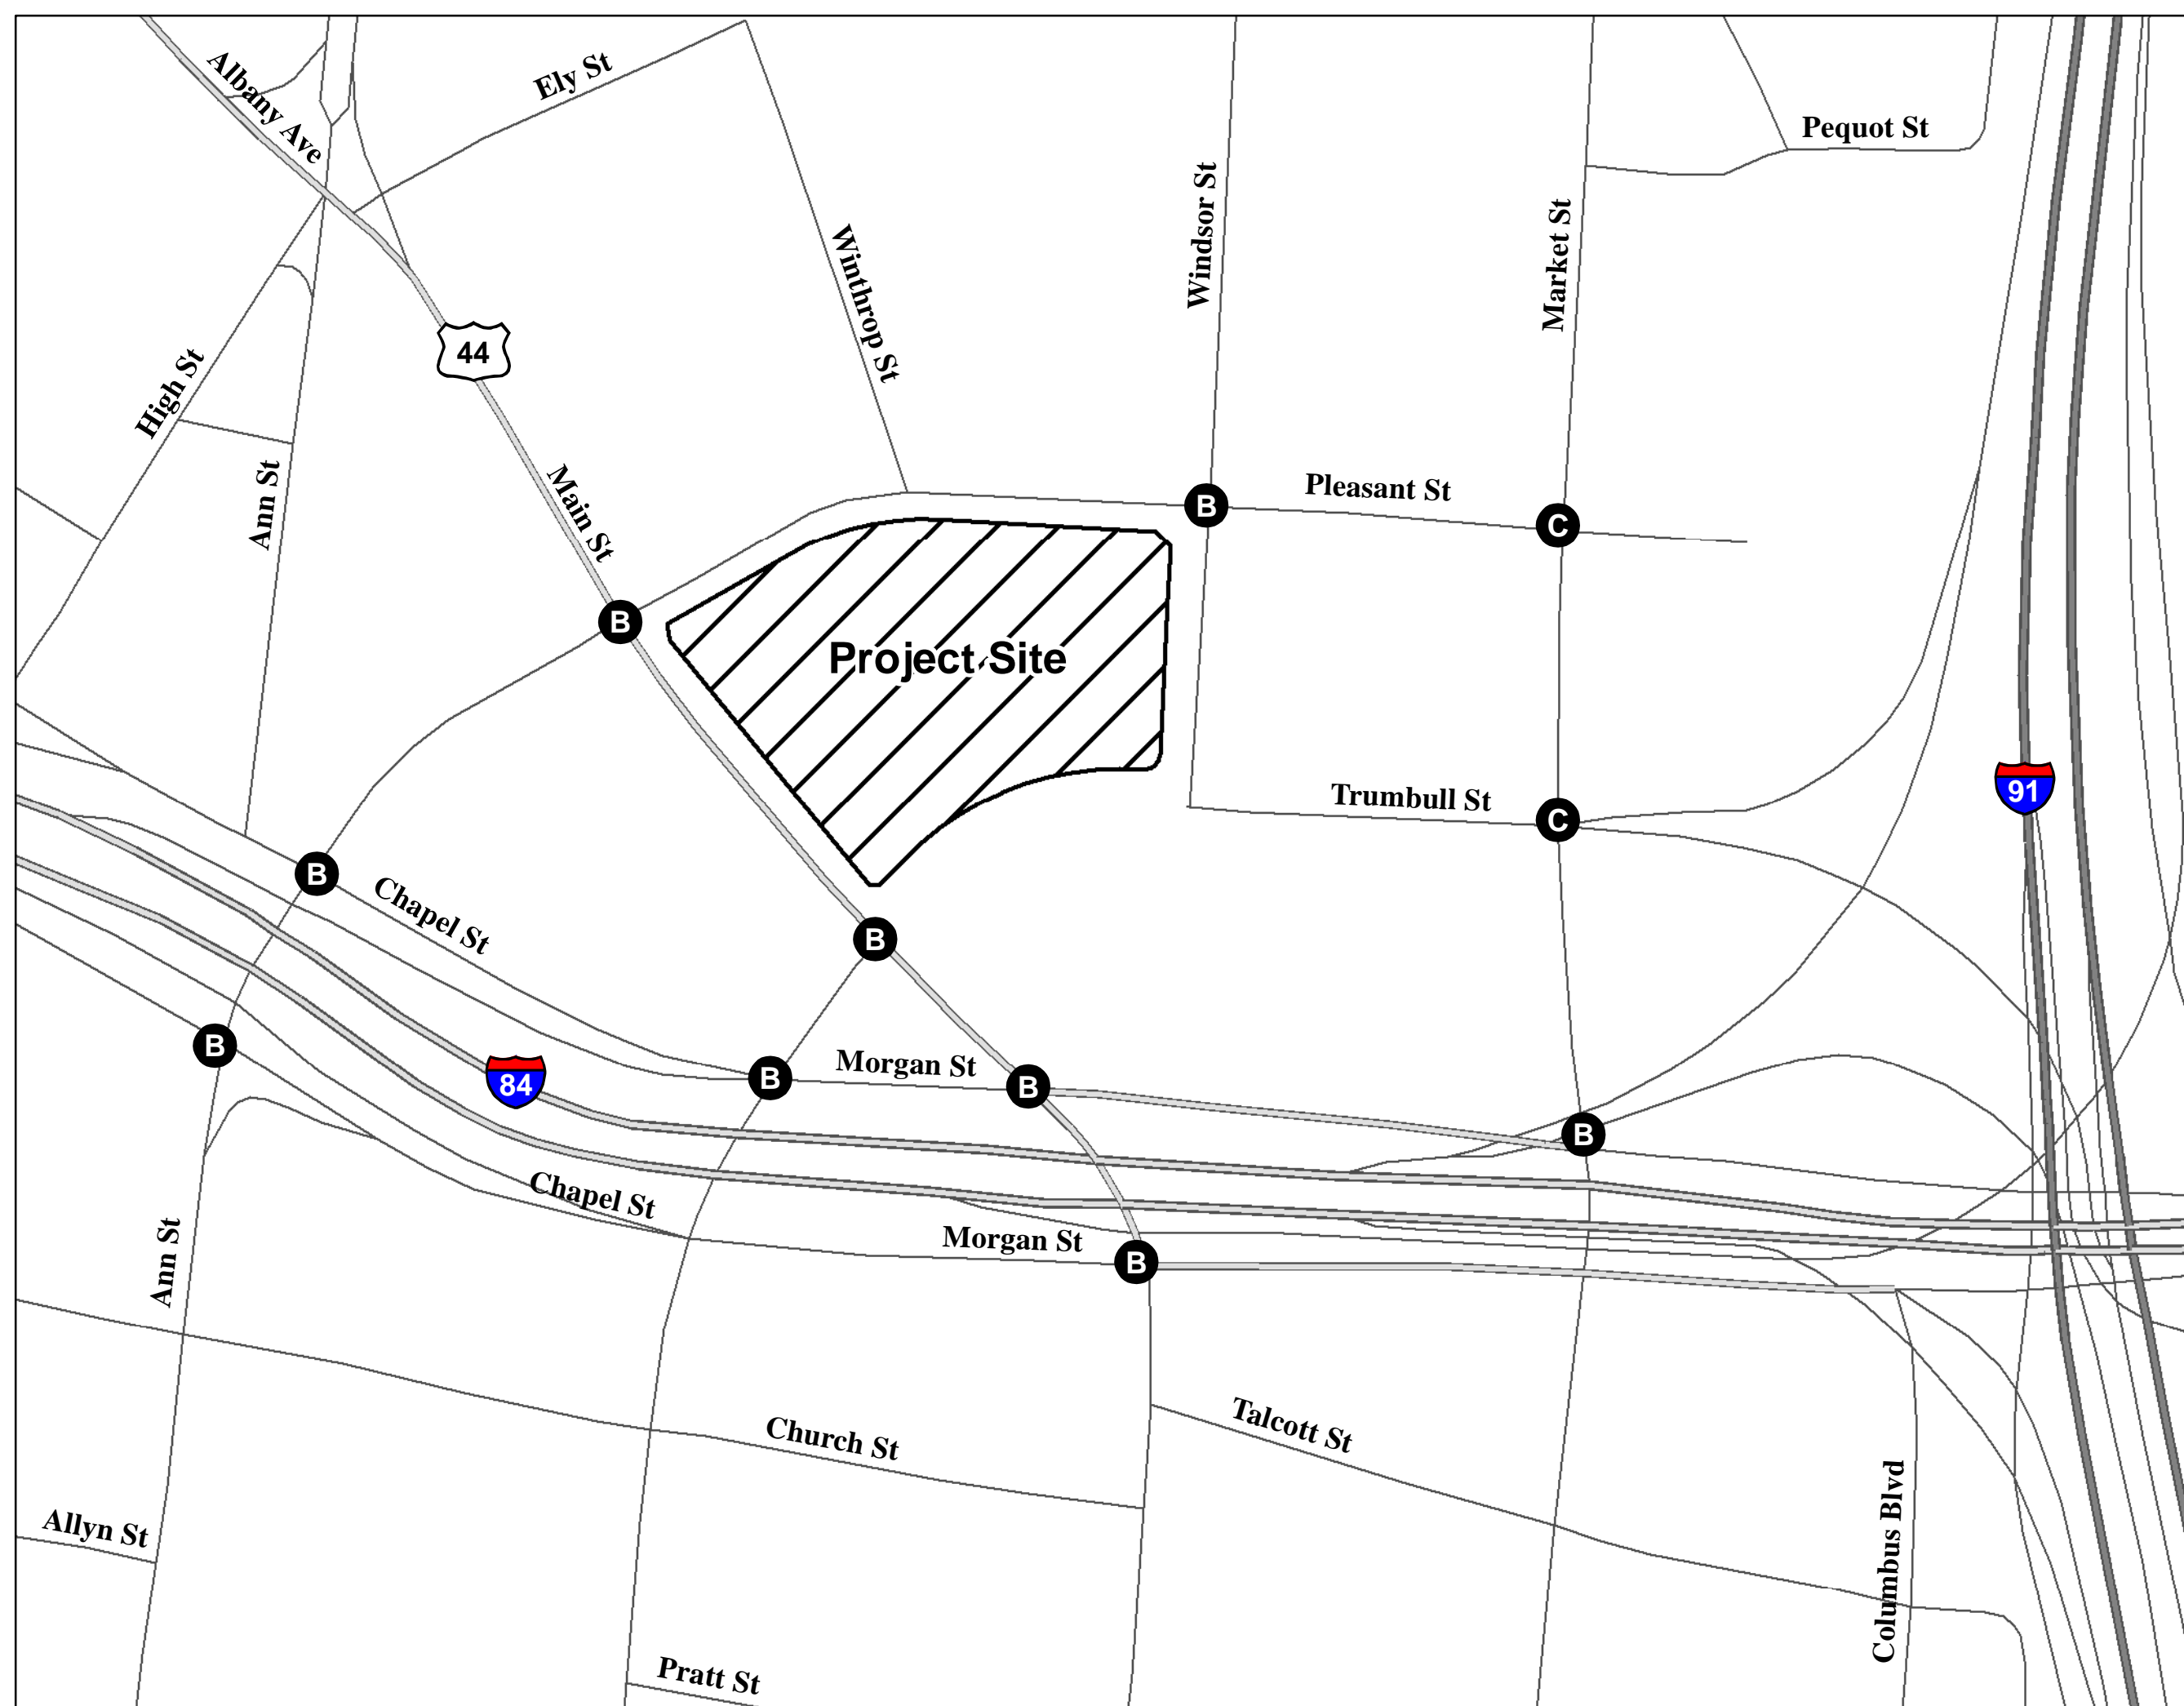 Albany Ave
Ely St
Pequot St
Winthrop St
Windsor St
Market St
44
High St
Ann St
Main St
B
Pleasant St
C
B
Project Site
91
Trumbull St
C
B
Chapel St
B
B
84
B
Morgan St
B
B
Chapel St
Morgan St
B
Ann St
Church St
Talcott St
Columbus Blvd
Allyn St
Pratt St